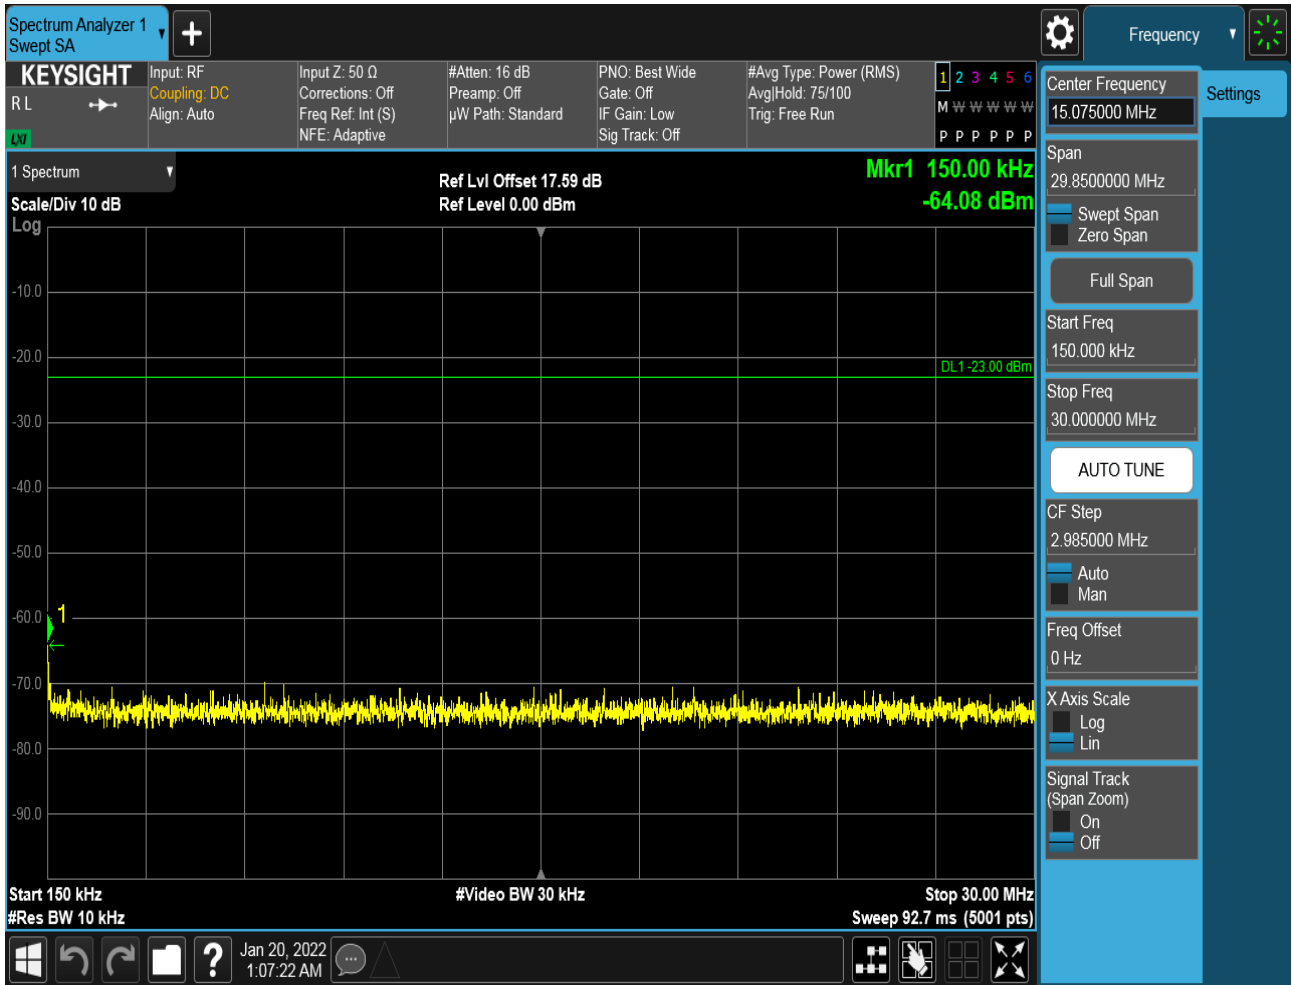 Spectrum Analyzer 1
Swept SA
Frequency
KEYSIGHT
R L
LXI
Input: RF
Coupling: DC
Align: Auto
Input Z: 50 Ω
Corrections: Off
Freq Ref: Int (S)
NFE: Adaptive
#Atten: 16 dB
Preamp: Off
µW Path: Standard
PNO: Best Wide
Gate: Off
IF Gain: Low
Sig Track: Off
#Avg Type: Power (RMS)
Avg|Hold: 75/100
Trig: Free Run
1 2 3 4 5 6
M W W W W W
P P P P P P
1 Spectrum
Scale/Div 10 dB
Log
Ref Lvl Offset 17.59 dB
Ref Level 0.00 dBm
Mkr1 150.00 kHz
-64.08 dBm
-10.0
-20.0
DL1 -23.00 dBm
-30.0
-40.0
-50.0
-60.0
1
-70.0
-80.0
-90.0
Start 150 kHz
#Video BW 30 kHz
Stop 30.00 MHz
#Res BW 10 kHz
Sweep 92.7 ms (5001 pts)
?
Jan 20, 2022
1:07:22 AM
Center Frequency
15.075000 MHz
Settings
Span
29.8500000 MHz
Swept Span
Zero Span
Full Span
Start Freq
150.000 kHz
Stop Freq
30.000000 MHz
AUTO TUNE
CF Step
2.985000 MHz
Auto
Man
Freq Offset
0 Hz
X Axis Scale
Log
Lin
Signal Track
(Span Zoom)
On
Off